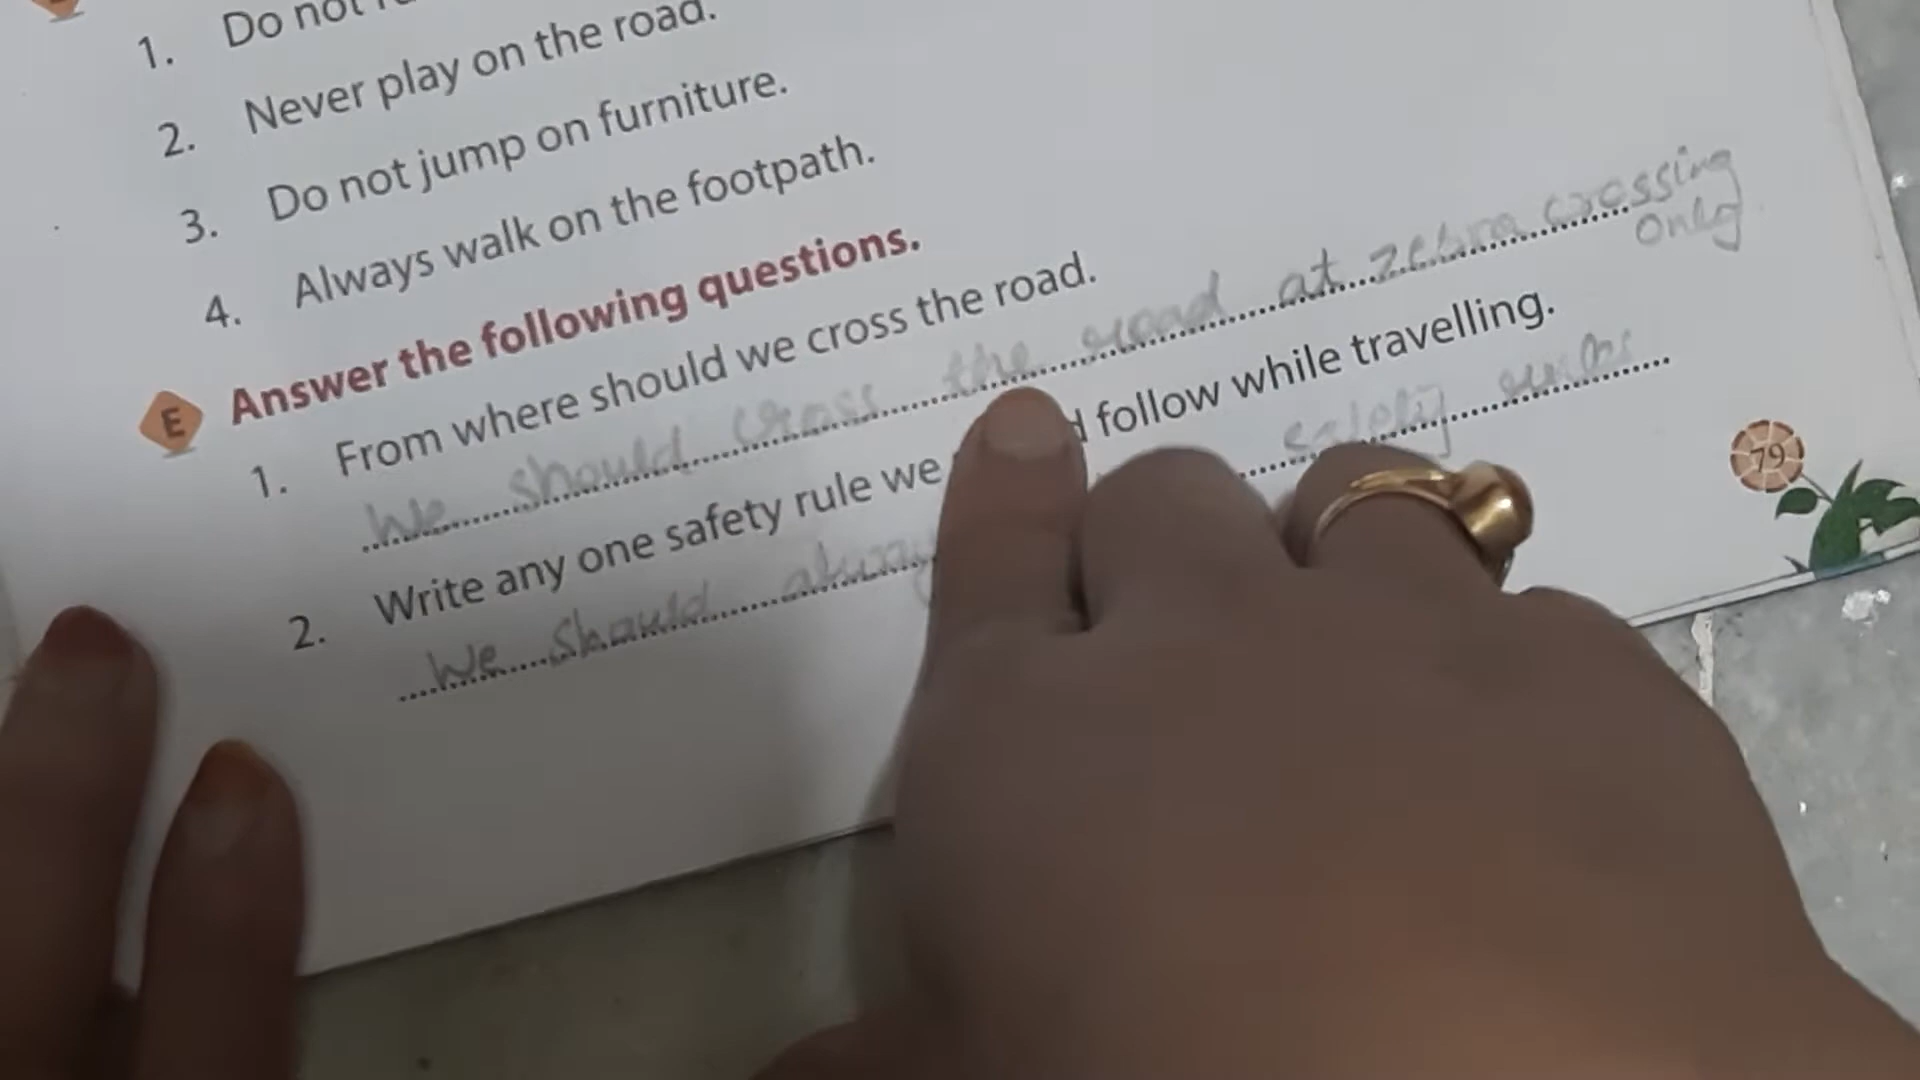 1. Do not
2. Never play on the road.
3. Do not jump on furniture.
4. Always walk on the footpath.
E Answer the following questions.
1. From where should we cross the road.
We should cross the road at zebra crossing
only
2. Write any one safety rule we follow while travelling.
We should
79